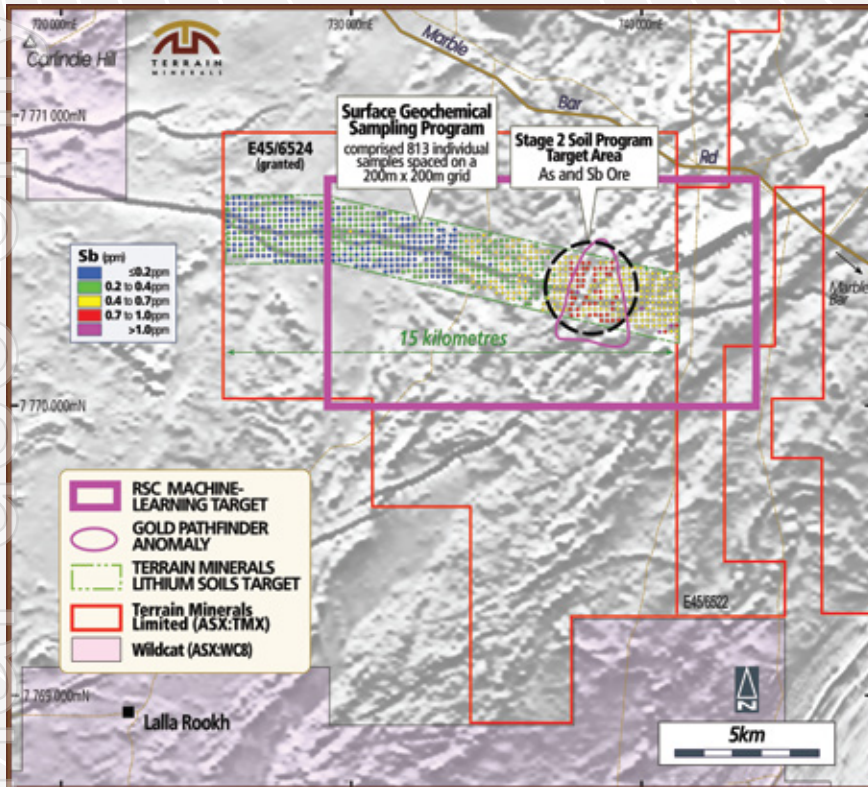 720 000mE
730 000mE
740 000mE
Carlindie Hill
TERRAIN
MINERALS
Marble
Bar
Rd
7 771 000mN
E45/6524
(granted)
Surface Geochemical
Sampling Program
comprised 813 individual
samples spaced on a
200m x 200m grid
Stage 2 Soil Program
Target Area
As and Sb Ore
Sb (ppm)
≤0.2ppm
0.2 to 0.4ppm
0.4 to 0.7ppm
0.7 to 1.0ppm
>1.0ppm
Marble
Bar
15 kilometres
7 770 000mN
RSC MACHINE-
LEARNING TARGET
GOLD PATHFINDER
ANOMALY
TERRAIN MINERALS
LITHIUM SOILS TARGET
Terrain Minerals
Limited (ASX:TMX)
Wildcat (ASX:WC8)
E45/6522
7 769 000mN
Lalla Rookh
5km